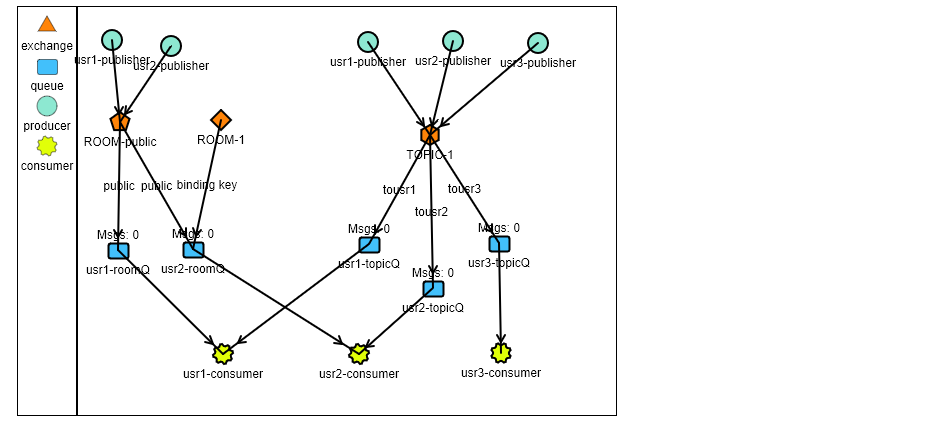 exchange
queue
producer
consumer
usr1-publisher
usr2-publisher
usr1-publisher
usr2-publisher
usr3-publisher
ROOM-public
ROOM-1
TOPIC-1
public
public
binding key
tousr1
tousr2
tousr3
Msgs: 0
usr1-roomQ
Msgs: 0
usr2-roomQ
Msgs: 0
usr1-topicQ
Msgs: 0
usr2-topicQ
Msgs: 0
usr3-topicQ
usr1-consumer
usr2-consumer
usr3-consumer